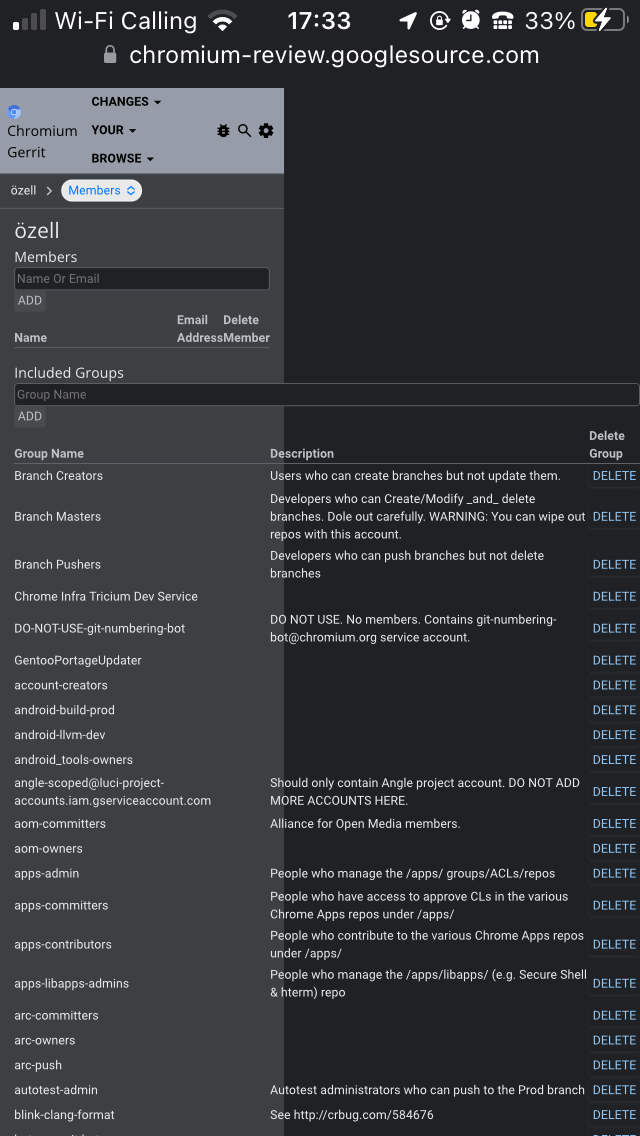 Wi-Fi Calling 17:33 33%
chromium-review.googlesource.com
CHANGES
Chromium
Gerrit
YOUR
BROWSE
özell > Members
özell
Members
Name Or Email
ADD
Name Email Address Delete Member
Included Groups
Group Name
ADD
Group Name Description Delete Group
Branch Creators Users who can create branches but not update them. DELETE
Branch Masters Developers who can Create/Modify _and_ delete
branches. Dole out carefully. WARNING: You can wipe out
repos with this account. DELETE
Branch Pushers Developers who can push branches but not delete
branches DELETE
Chrome Infra Tricium Dev Service DELETE
DO-NOT-USE-git-numbering-bot DO NOT USE. No members. Contains git-numbering-
bot@chromium.org service account. DELETE
GentooPortageUpdater DELETE
account-creators DELETE
android-build-prod DELETE
android-llvm-dev DELETE
android_tools-owners DELETE
angle-scoped@luci-project-
accounts.iam.gserviceaccount.com Should only contain Angle project account. DO NOT ADD
MORE ACCOUNTS HERE. DELETE
aom-committers Alliance for Open Media members. DELETE
aom-owners DELETE
apps-admin People who manage the /apps/ groups/ACLs/repos DELETE
apps-committers People who have access to approve CLs in the various
Chrome Apps repos under /apps/ DELETE
apps-contributors People who contribute to the various Chrome Apps repos
under /apps/ DELETE
apps-libapps-admins People who manage the /apps/libapps/ (e.g. Secure Shell
& hterm) repo DELETE
arc-committers DELETE
arc-owners DELETE
arc-push DELETE
autotest-admin Autotest administrators who can push to the Prod branch DELETE
blink-clang-format See http://crbug.com/584676 DELETE